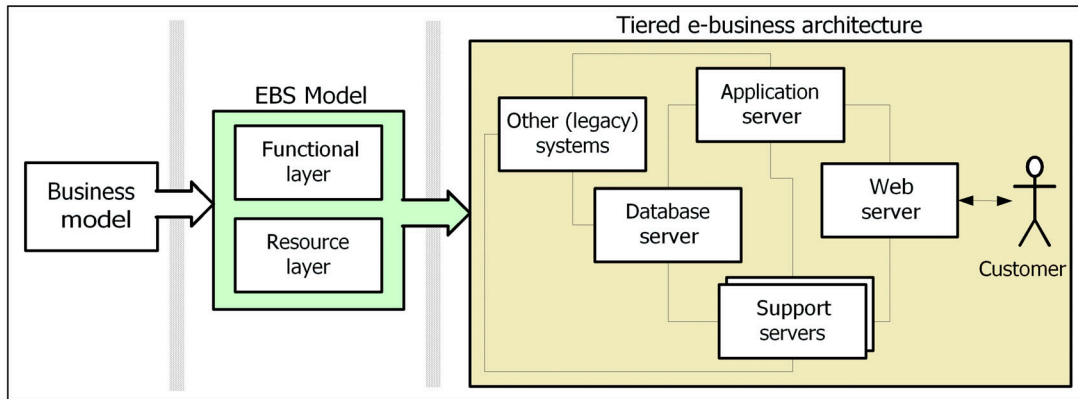 Tiered e-business architecture
EBS Model
Functional
layer
Resource
layer
Business
model
Other (legacy)
systems
Application
server
Database
server
Web
server
Support
servers
Customer